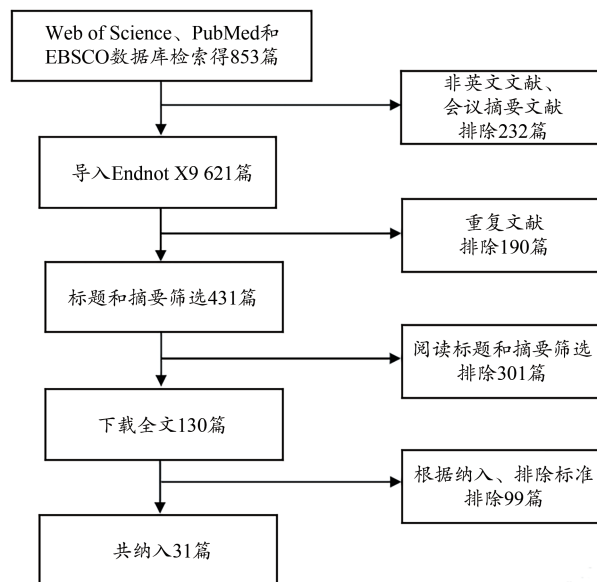 Web of Science、PubMed和
EBSCO数据库检索得853篇
非英文文献、
会议摘要文献
排除232篇
导入Endnot X9 621篇
重复文献
排除190篇
标题和摘要筛选431篇
阅读标题和摘要筛选
排除301篇
下载全文130篇
根据纳入、排除标准
排除99篇
共纳入31篇